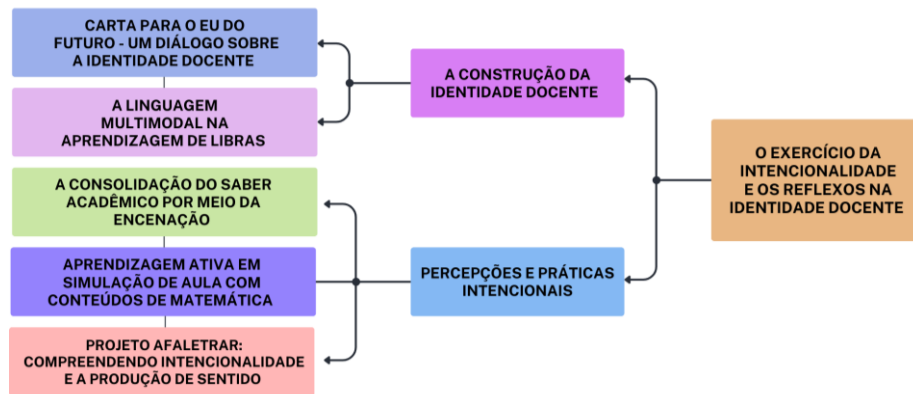 CARTA PARA O EU DO
FUTURO - UM DIÁLOGO SOBRE
A IDENTIDADE DOCENTE
A LINGUAGEM
MULTIMODAL NA
APRENDIZAGEM DE LIBRAS
A CONSOLIDAÇÃO DO SABER
ACADÊMICO POR MEIO DA
ENCENAÇÃO
APRENDIZAGEM ATIVA EM
SIMULAÇÃO DE AULA COM
CONTEÚDOS DE MATEMÁTICA
PROJETO AFALETRAR:
COMPREENDENDO INTENCIONALIDADE
E A PRODUÇÃO DE SENTIDO
A CONSTRUÇÃO DA
IDENTIDADE DOCENTE
PERCEPÇÕES E PRÁTICAS
INTENCIONAIS
O EXERCÍCIO DA
INTENCIONALIDADE
E OS REFLEXOS NA
IDENTIDADE DOCENTE